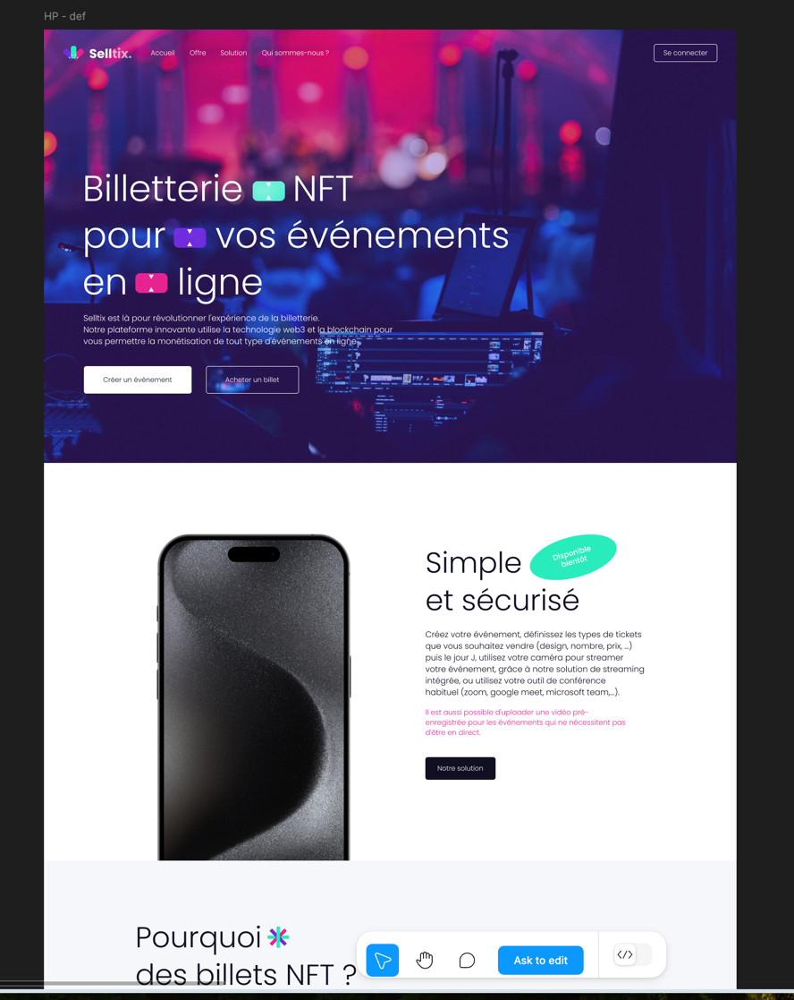 HP - def
Selltix.
Accueil
Offre
Solution
Qui sommes-nous ?
Se connecter
Billetterie NFT
pour vos événements
en ligne
Selltix est là pour révolutionner l'expérience de la billetterie.
Notre plateforme innovante utilise la technologie web3 et la blockchain pour
vous permettre la monétisation de tout type d'événements en ligne.
Créer un événement
Acheter un billet
Simple
Disponible
bientôt
et sécurisé
Créez votre événement, définissez les types de tickets
que vous souhaitez vendre (design, nombre, prix, ...)
puis le jour J, utilisez votre caméra pour streamer
votre événement, grâce à notre solution de streaming
intégrée, ou utilisez votre outil de conférence
habituel (zoom, google meet, microsoft team,...).
Il est aussi possible d'uploader une vidéo pré-
enregistrée pour les évènements qui ne nécessitent pas
d'être en direct.
Notre solution
Pourquoi
des billets NFT ?
Ask to edit